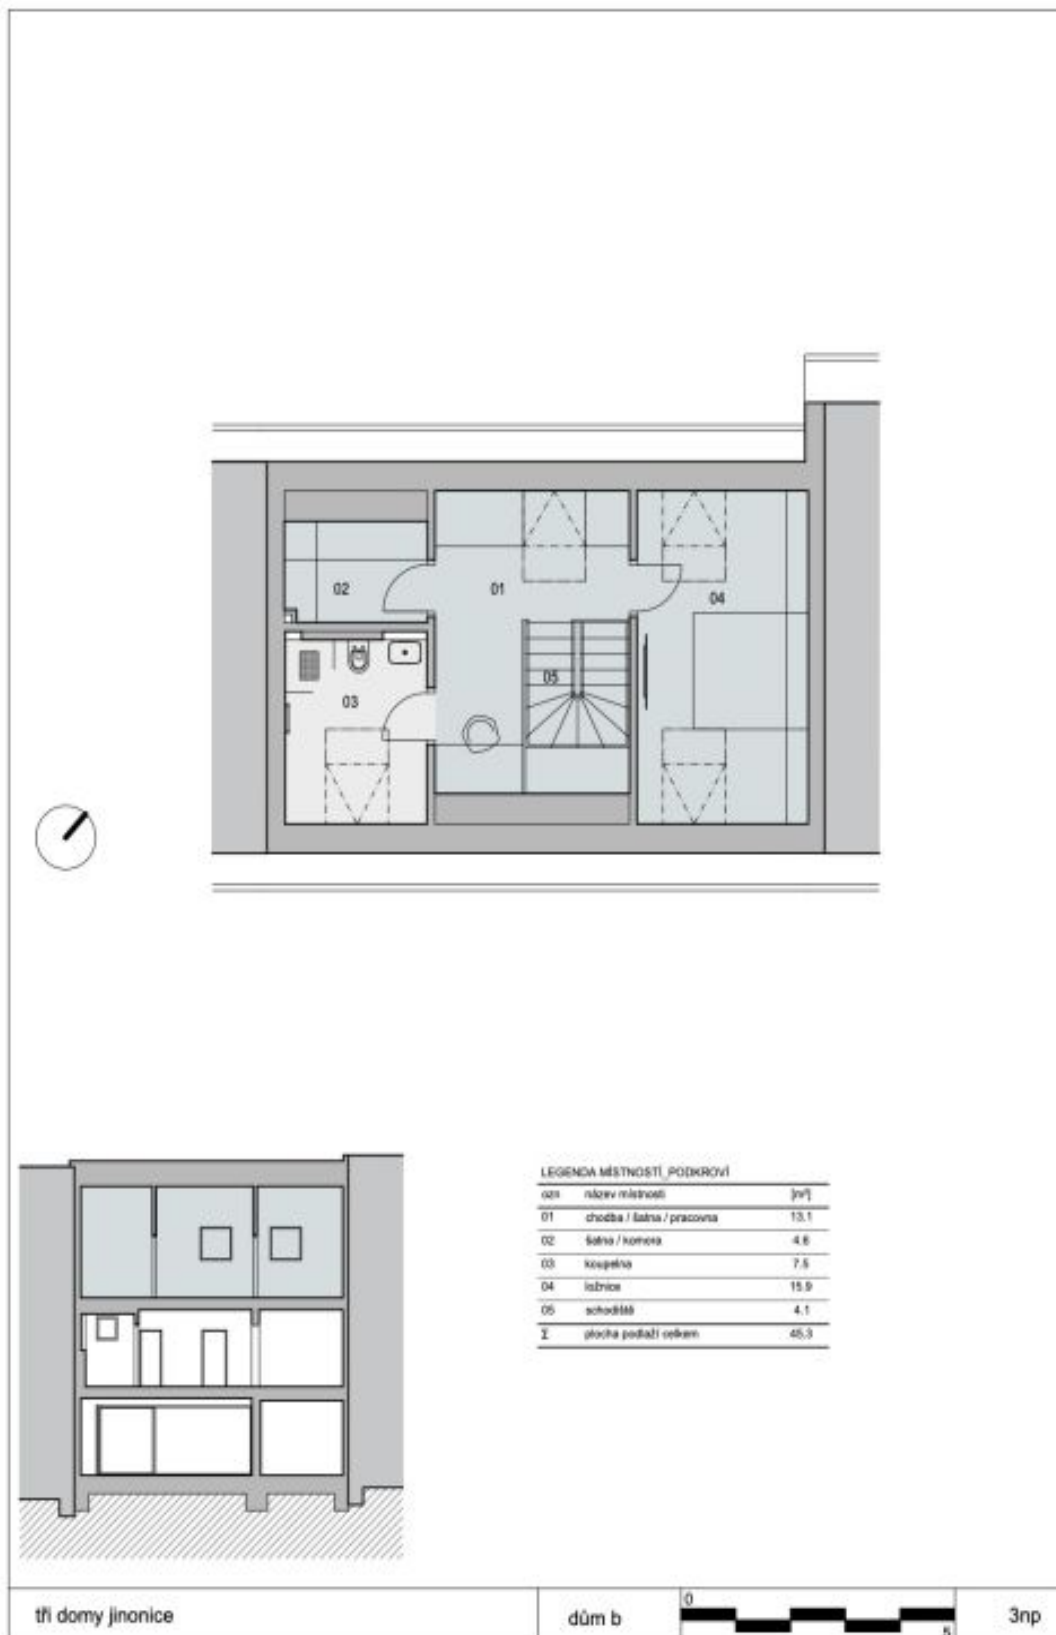 02
01
04
05
03
LEGENDA MÍSTNOSTÍ_PODKROVÍ
ozn název místnosti [m²]
01 chodba / šatna / pracovna 13.1
02 šatna / komora 4.6
03 koupelna 7.5
04 ložnice 15.9
05 schodiště 4.1
Σ plocha podlaží celkem 45.3
tři domy jinonice
dům b
0
5
3np